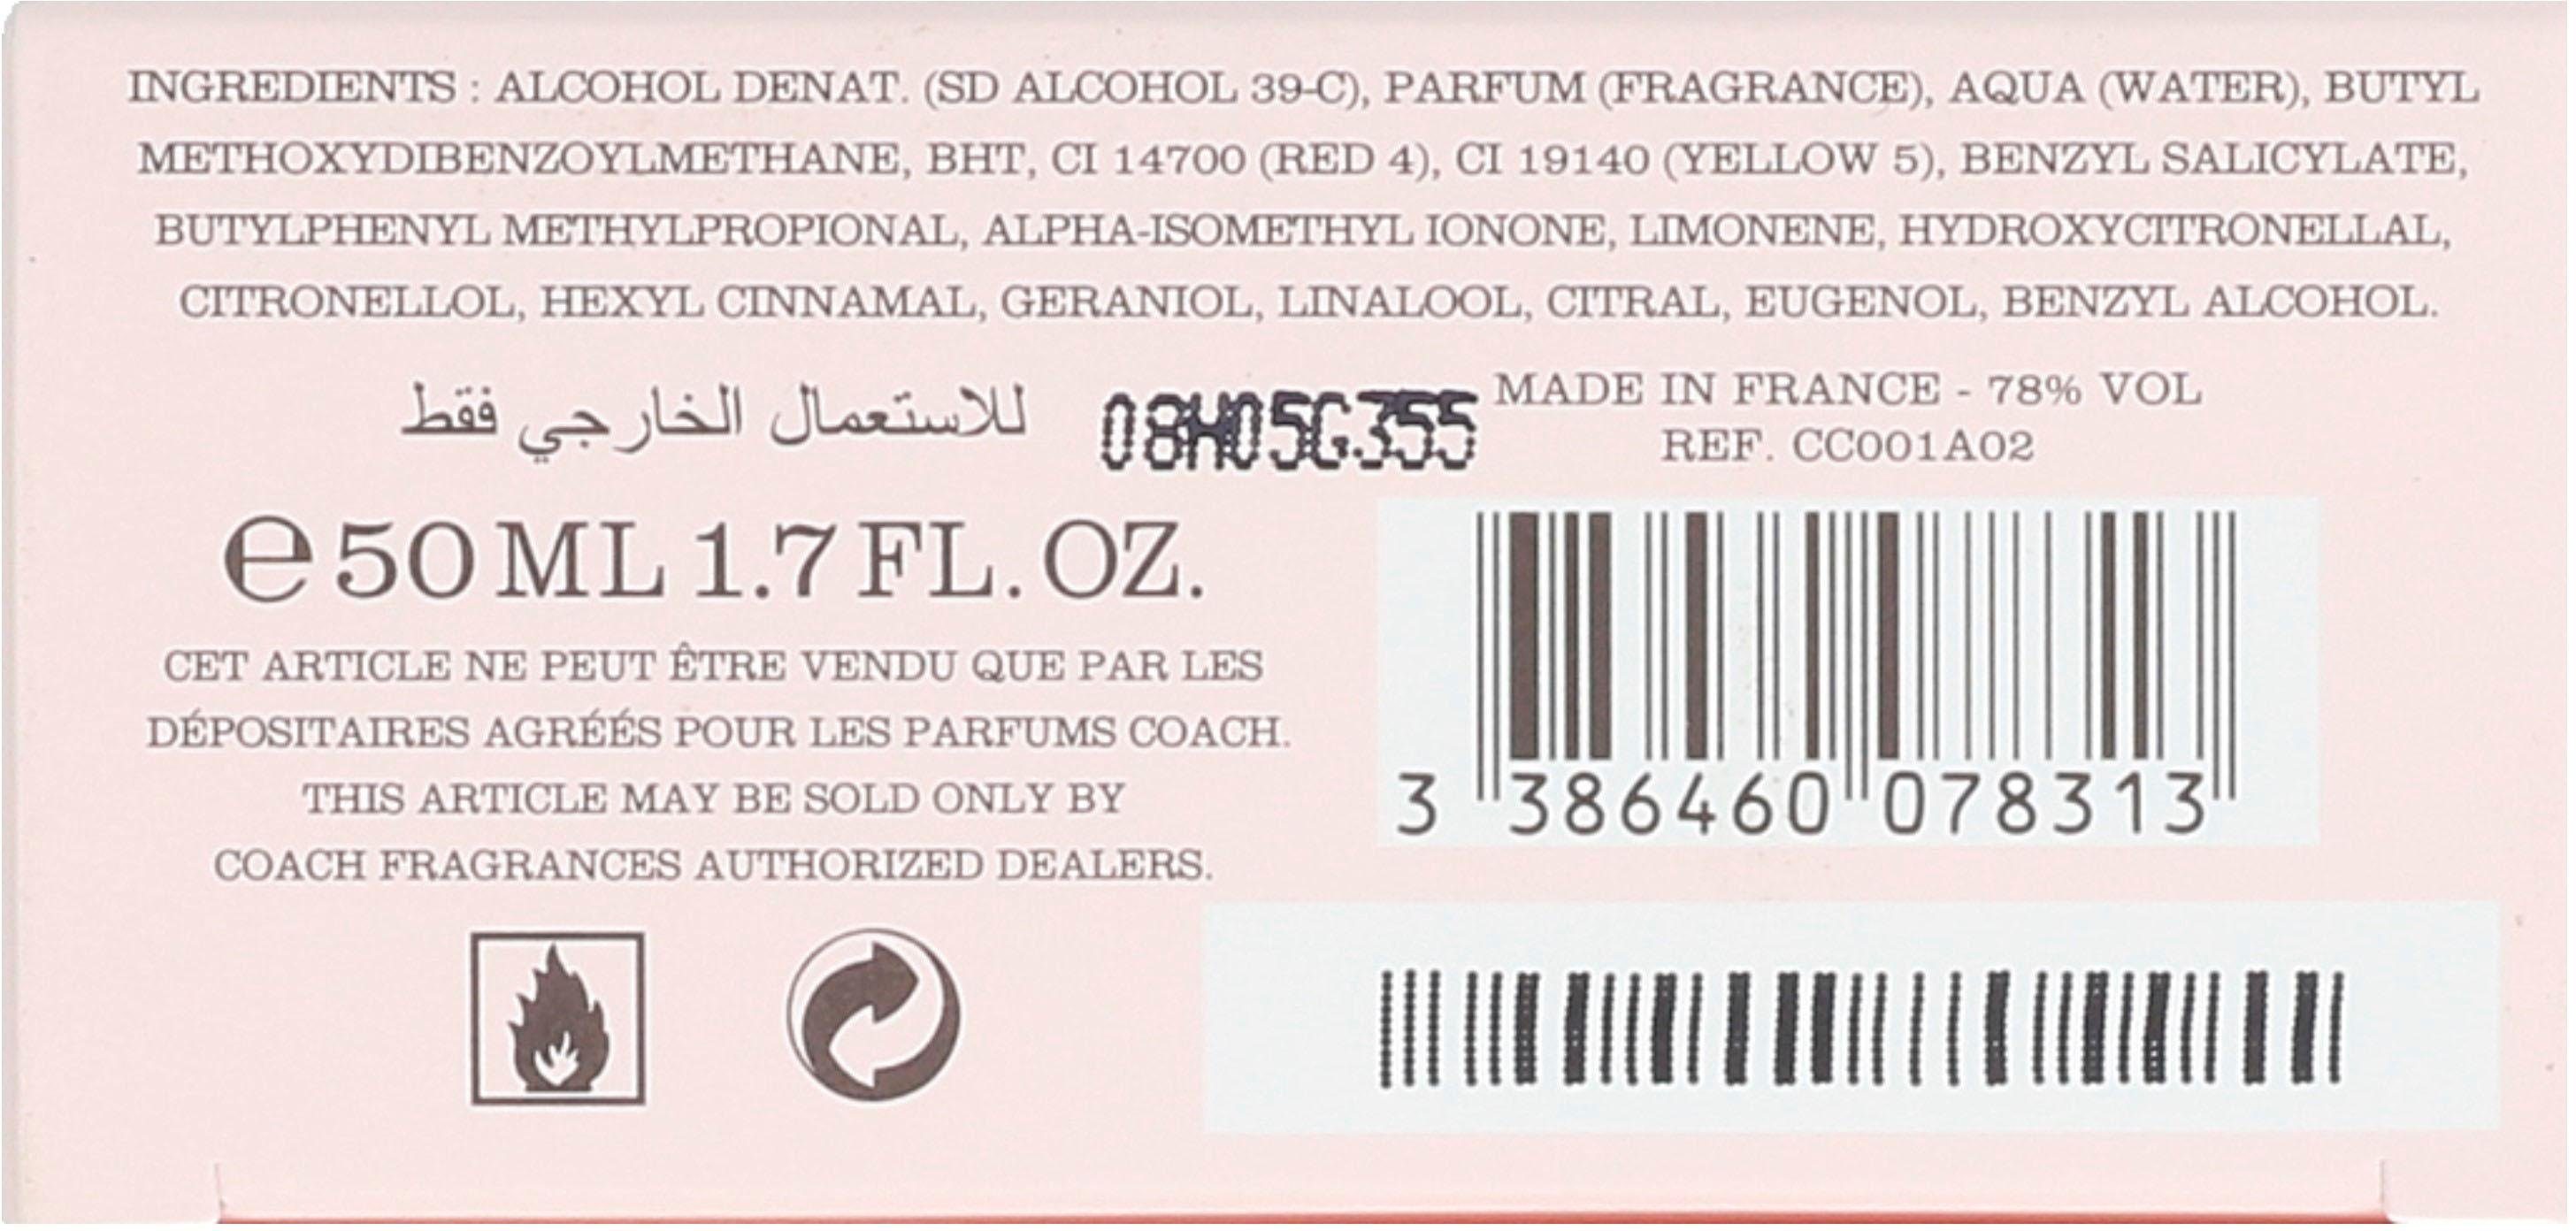 INGREDIENTS : ALCOHOL DENAT. (SD ALCOHOL 39-C), PARFUM (FRAGRANCE), AQUA (WATER), BUTYL
METHOXYDIBENZOYLMETHANE, BHT, CI 14700 (RED 4), CI 19140 (YELLOW 5), BENZYL SALICYLATE,
BUTYLPHENYL METHYLPROPIONAL, ALPHA-ISOMETHYL IONONE, LIMONENE, HYDROXYCITRONELLAL,
CITRONELLOL, HEXYL CINNAMAL, GERANIOL, LINALOOL, CITRAL, EUGENOL, BENZYL ALCOHOL.
للاستعمال الخارجي فقط
08H05G355
MADE IN FRANCE - 78% VOL
REF. CC001A02
℮ 50 ML 1.7 FL. OZ.
CET ARTICLE NE PEUT ÊTRE VENDU QUE PAR LES
DÉPOSITAIRES AGRÉÉS POUR LES PARFUMS COACH.
THIS ARTICLE MAY BE SOLD ONLY BY
COACH FRAGRANCES AUTHORIZED DEALERS.
3 386460 078313